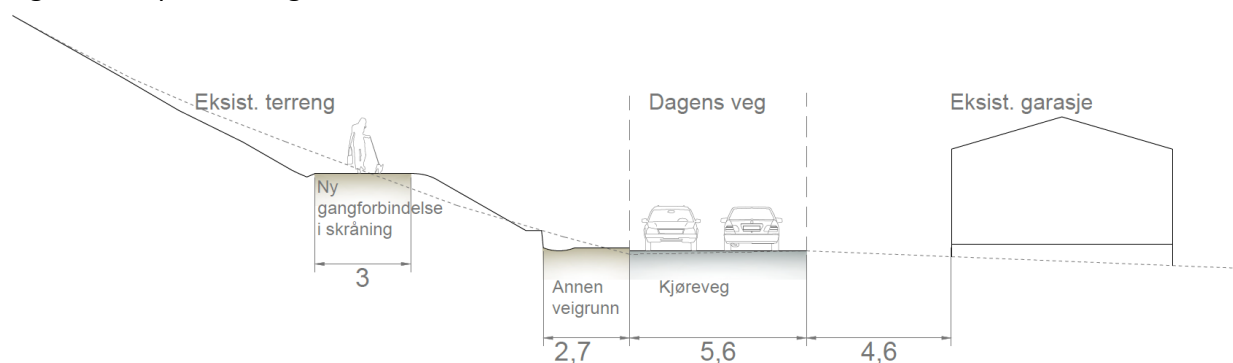 Eksist. terreng
Dagens veg
Eksist. garasje
Ny
gangforbindelse
i skråning
3
Annen
veigrunn
Kjøreveg
2,7
5,6
4,6